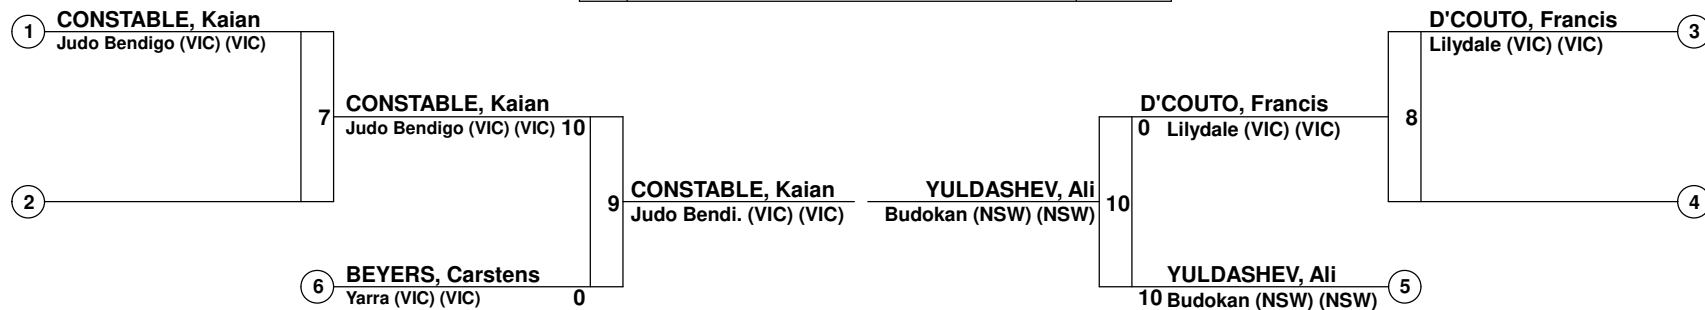 1 CONSTABLE, Kaian
Judo Bendigo (VIC) (VIC)
D'COUTO, Francis 3
Lilydale (VIC) (VIC)
7 CONSTABLE, Kaian
Judo Bendigo (VIC) (VIC) 10
D'COUTO, Francis 8
0 Lilydale (VIC) (VIC)
2
9 CONSTABLE, Kaian
Judo Bendi. (VIC) (VIC)
YULDASHEV, Ali 10
Budokan (NSW) (NSW)
4
6 BEYERS, Carstens
Yarra (VIC) (VIC) 0
YULDASHEV, Ali 5
10 Budokan (NSW) (NSW)